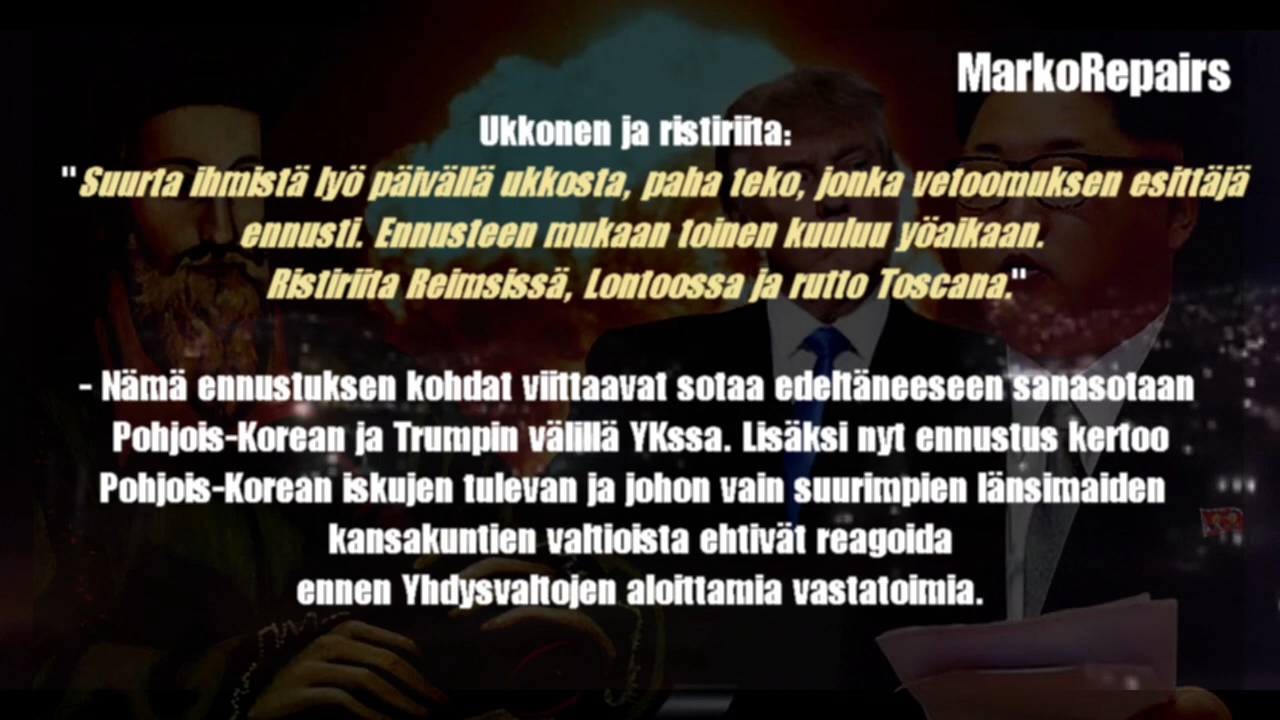 MarkoRepairs
Ukkonen ja ristiriita:
"Suurta ihmistä lyö päivällä ukkosta, paha teko, jonka vetoomuksen esittäjä
ennusti. Ennusteen mukaan toinen kuuluu yöaikaan.
Ristiriita Reimsissä, Lontoossa ja rutto Toscana."
- Nämä ennustuksen kohdat viittaavat sotaa edeltäneeseen sanasotaan
Pohjois-Korean ja Trumpin välillä YKssa. Lisäksi nyt ennustus kertoo
Pohjois-Korean iskujen tulevan ja johon vain suurimpien länsimaiden
kansakuntien valtioista ehtivät reagoida
ennen Yhdysvaltojen aloittamia vastatoimia.